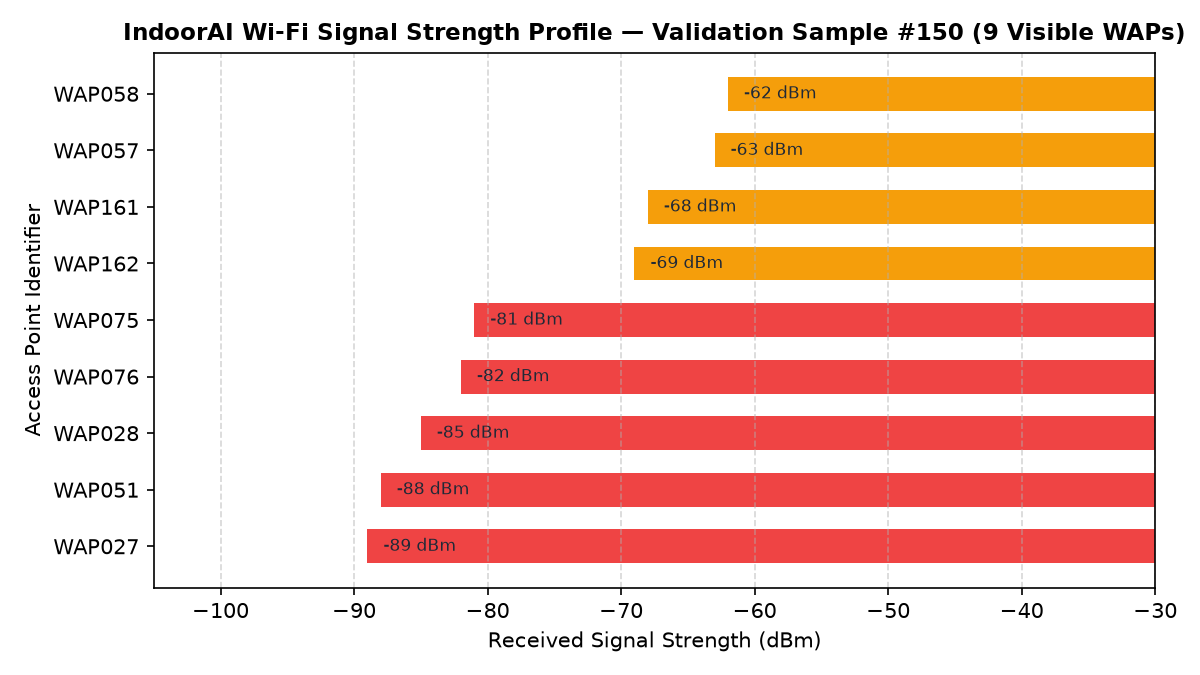 IndoorAI Wi-Fi Signal Strength Profile — Validation Sample #150 (9 Visible WAPs)
Access Point Identifier
WAP058 -62 dBm
WAP057 -63 dBm
WAP161 -68 dBm
WAP162 -69 dBm
WAP075 -81 dBm
WAP076 -82 dBm
WAP028 -85 dBm
WAP051 -88 dBm
WAP027 -89 dBm
−100 −90 −80 −70 −60 −50 −40 −30
Received Signal Strength (dBm)